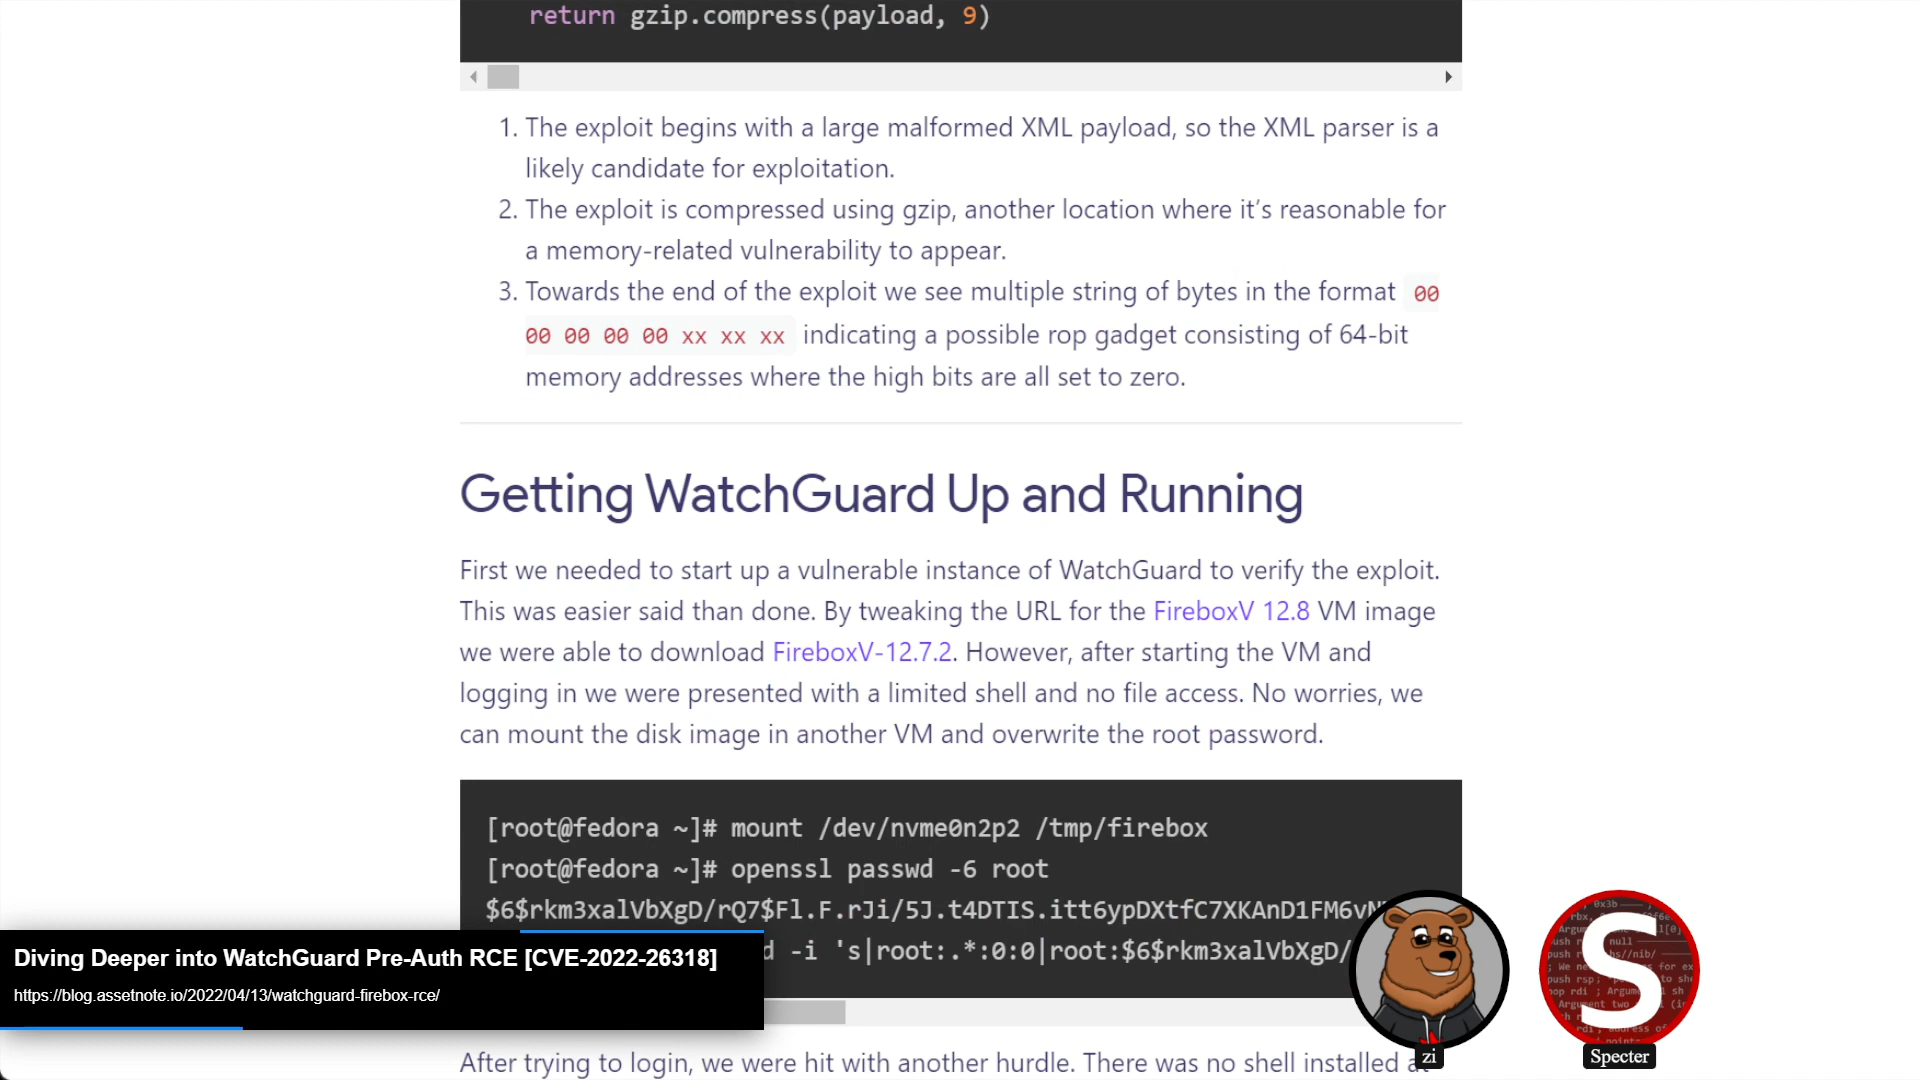 return gzip.compress(payload, 9)
1. The exploit begins with a large malformed XML payload, so the XML parser is a
likely candidate for exploitation.
2. The exploit is compressed using gzip, another location where it's reasonable for
a memory-related vulnerability to appear.
3. Towards the end of the exploit we see multiple string of bytes in the format 00
00 00 00 00 xx xx xx indicating a possible rop gadget consisting of 64-bit
memory addresses where the high bits are all set to zero.
Getting WatchGuard Up and Running
First we needed to start up a vulnerable instance of WatchGuard to verify the exploit.
This was easier said than done. By tweaking the URL for the FireboxV 12.8 VM image
we were able to download FireboxV-12.7.2. However, after starting the VM and
logging in we were presented with a limited shell and no file access. No worries, we
can mount the disk image in another VM and overwrite the root password.
[root@fedora ~]# mount /dev/nvme0n2p2 /tmp/firebox
[root@fedora ~]# openssl passwd -6 root
$6$rkm3xalVbXgD/rQ7$Fl.F.rJi/5J.t4DTIS.itt6ypDXtfC7XKAnD1FM6v
d -i 's|root:.*:0:0|root:$6$rkm3xalVbXgD/
Diving Deeper into WatchGuard Pre-Auth RCE [CVE-2022-26318]
https://blog.assetnote.io/2022/04/13/watchguard-firebox-rce/
After trying to login, we were hit with another hurdle. There was no shell installed
zi
S
Specter